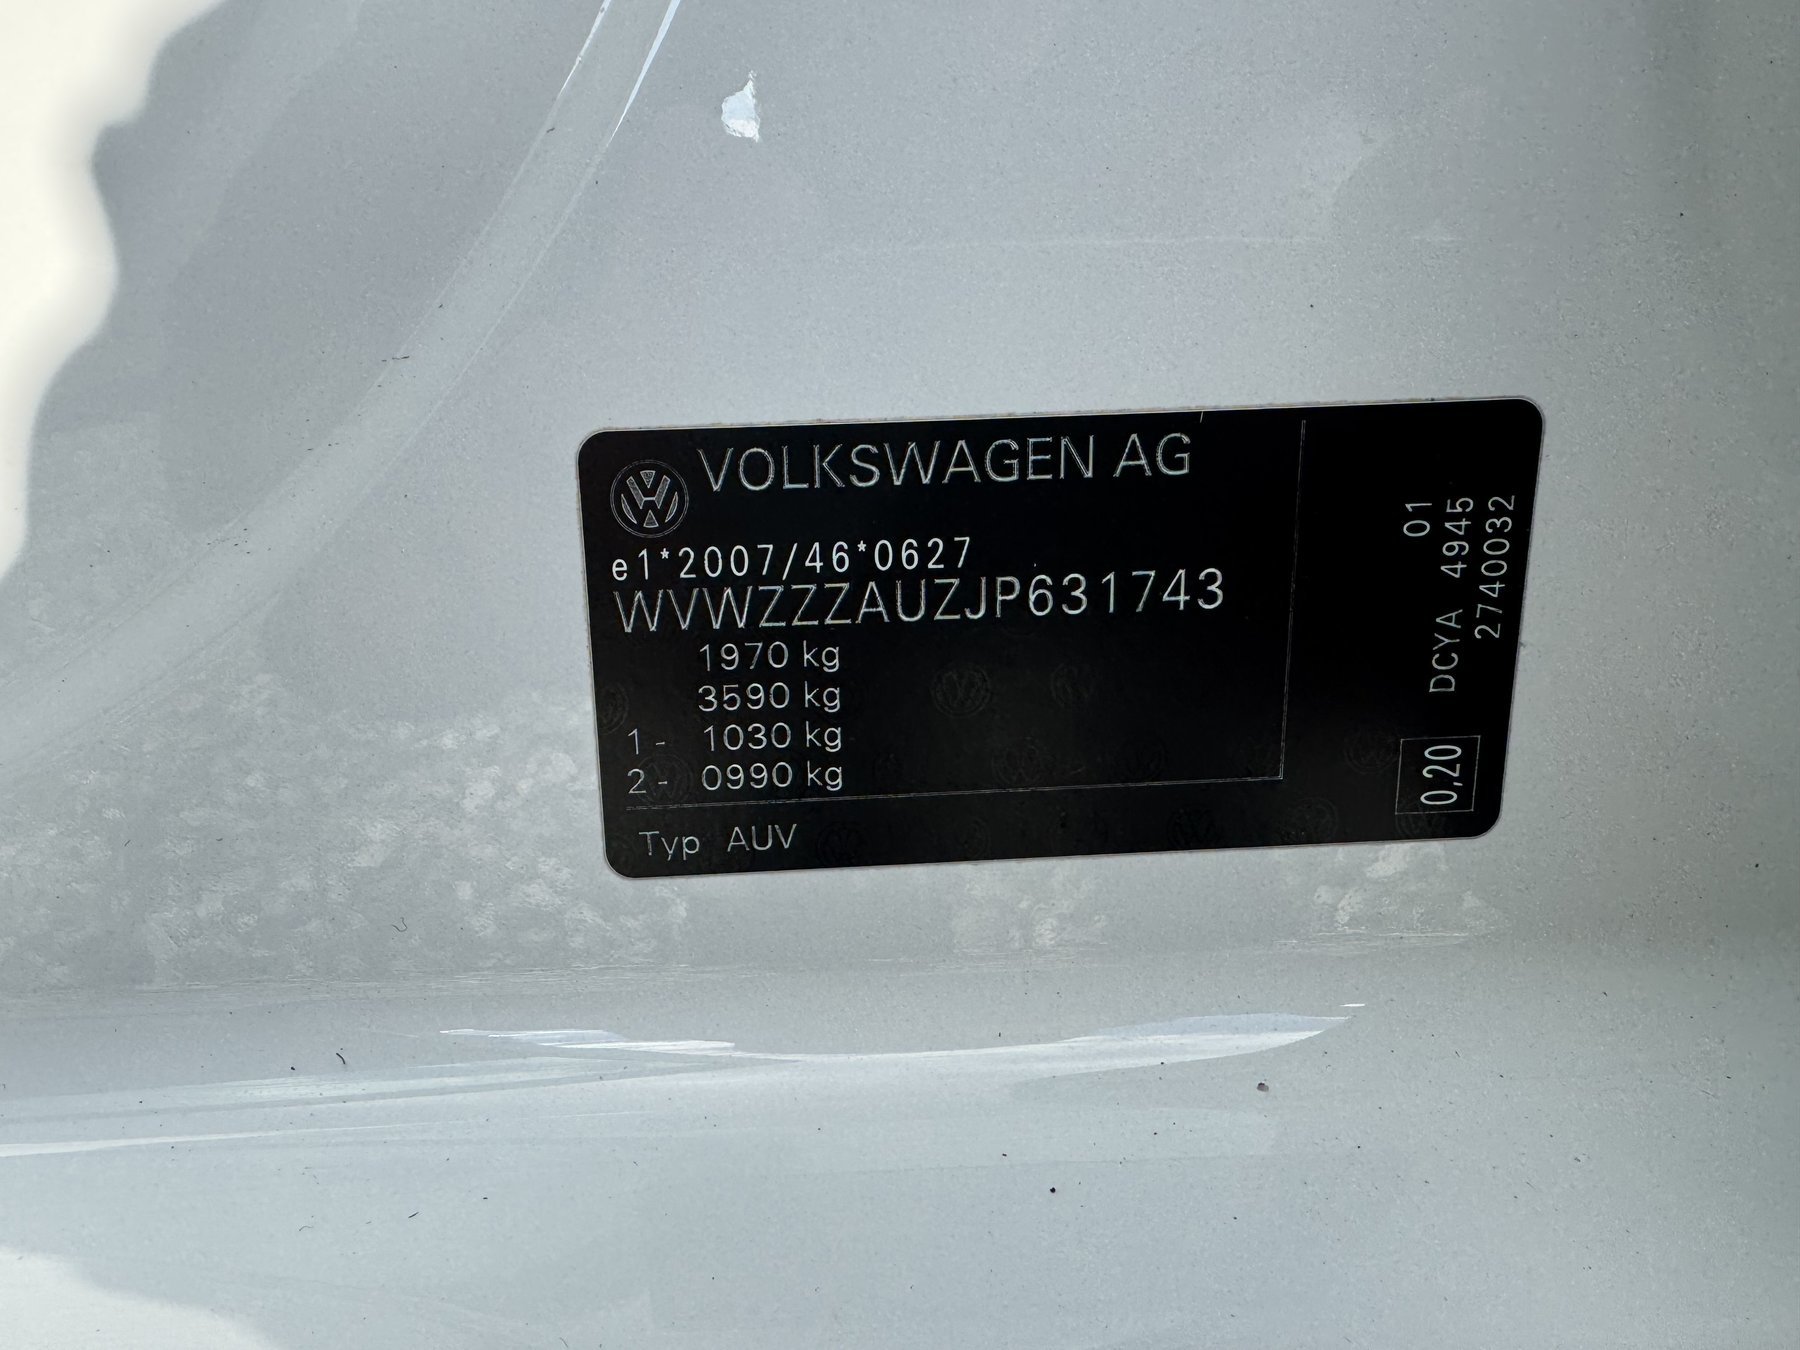 VOLKSWAGEN AG
e1*2007/46*0627
WVWZZZAUZJP631743
1970 kg
3590 kg
1- 1030 kg
2- 0990 kg
Typ AUV
01
DCYA 4945
2740032
0,20